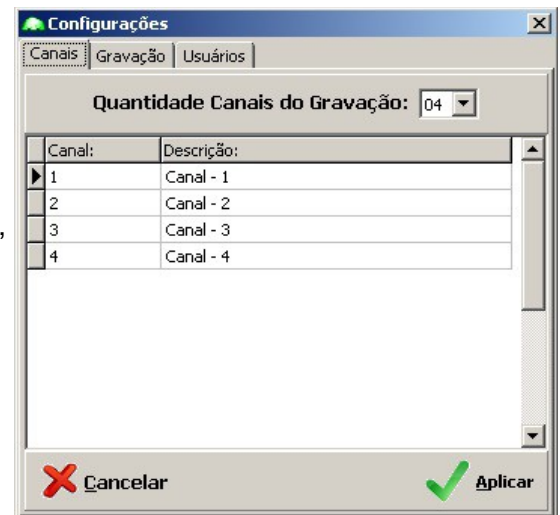 Configurações
Canais Gravação Usuários
Quantidade Canais do Gravação: 04
Canal: Descrição:
1 Canal - 1
2 Canal - 2
,
3 Canal - 3
4 Canal - 4
Cancelar Aplicar